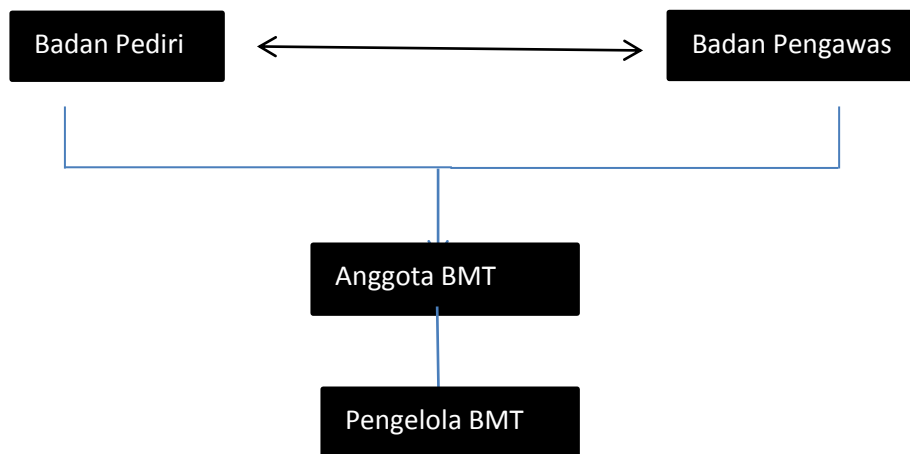 Badan Pediri
Badan Pengawas
Anggota BMT
Pengelola BMT